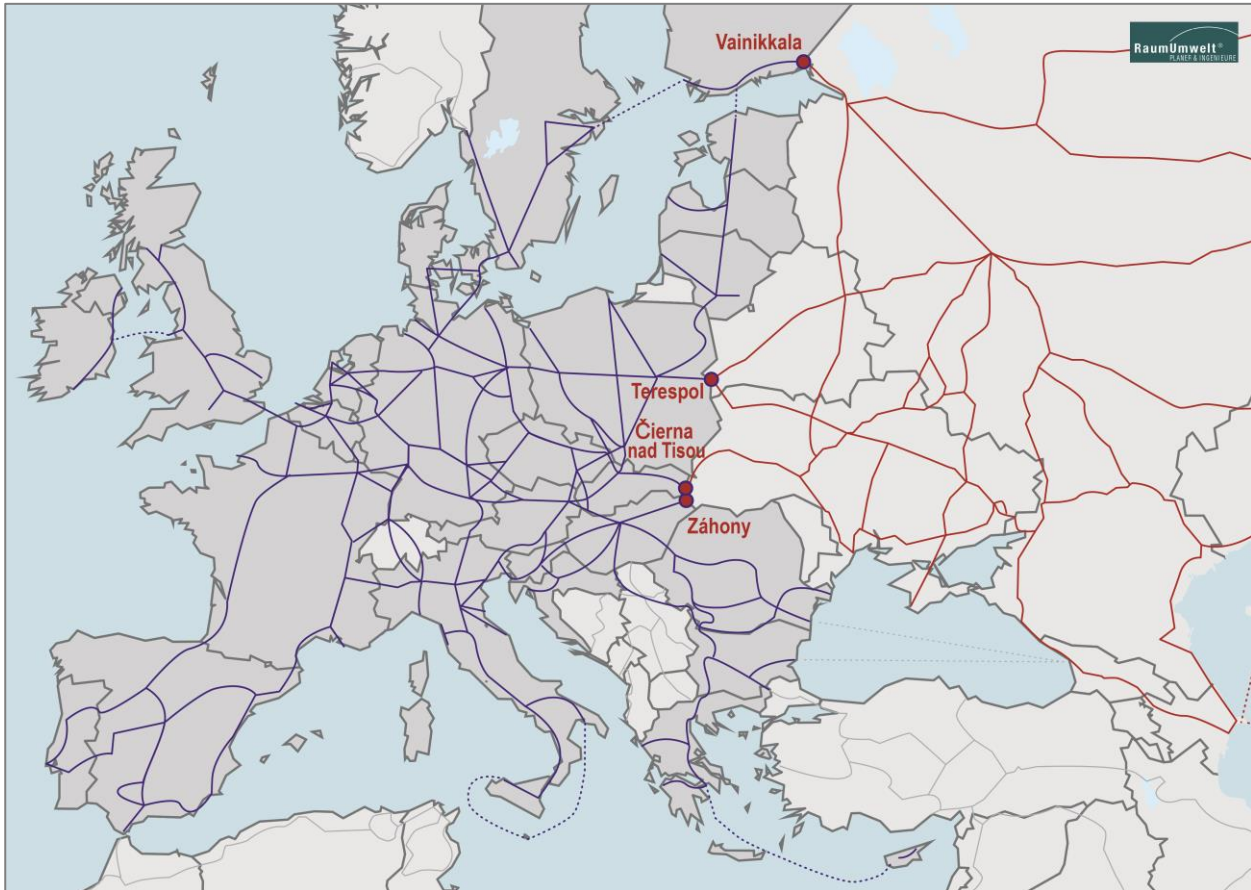 Vainikkala
RaumUmwelt®
PLANER & INGENIEURE
Terespol
Čierna
nad Tisou
Záhony